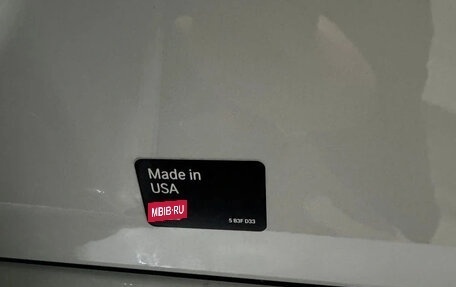 Made in
USA
MBIB·RU
5 B3F D33